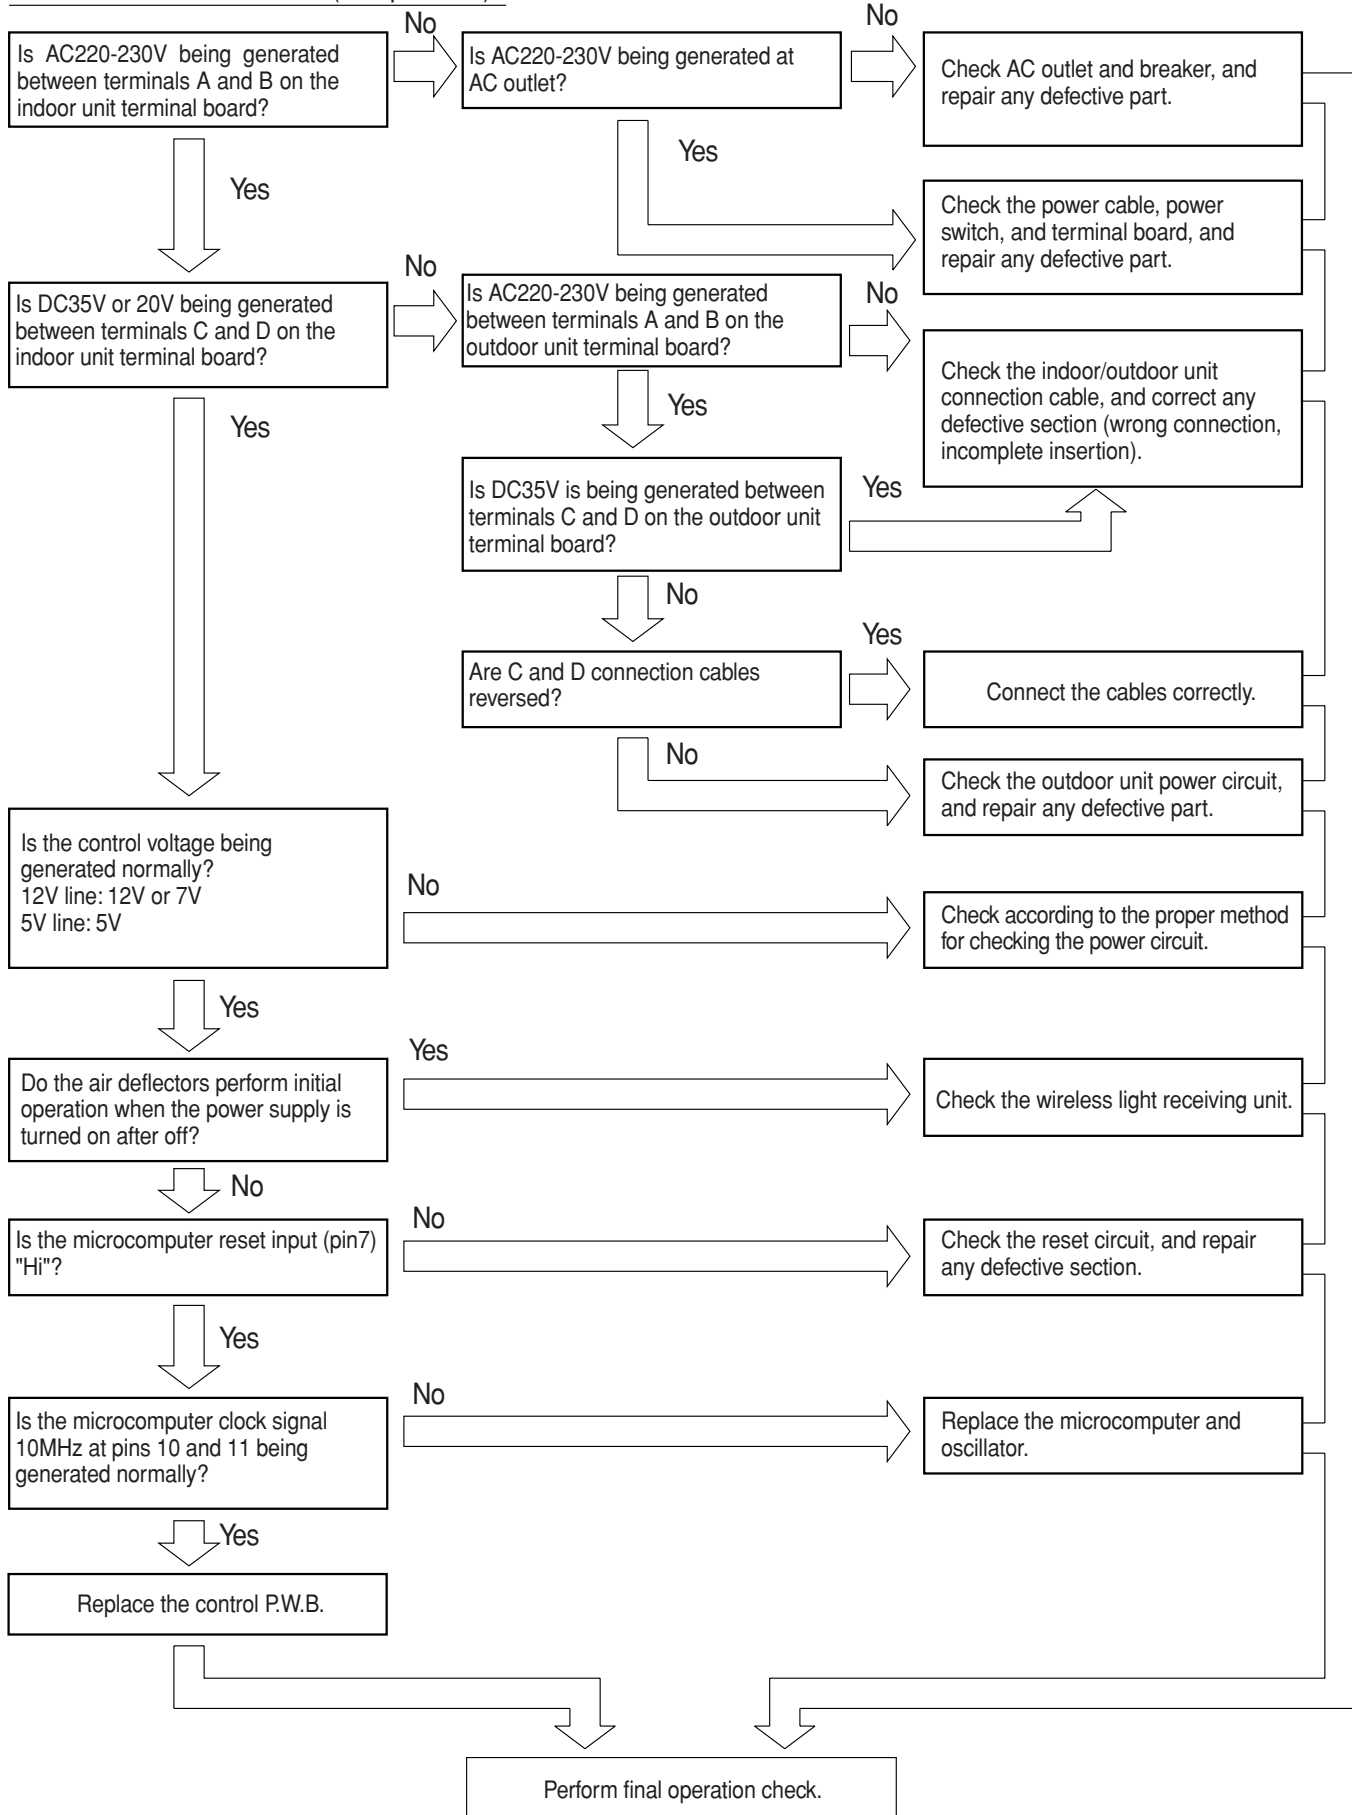 No
No
Is AC220-230V being generated
between terminals A and B on the
indoor unit terminal board?
Is AC220-230V being generated at
AC outlet?
Check AC outlet and breaker, and
repair any defective part.
Yes
Yes
Check the power cable, power
switch, and terminal board, and
repair any defective part.
No
No
Is DC35V or 20V being generated
between terminals C and D on the
indoor unit terminal board?
Is AC220-230V being generated
between terminals A and B on the
outdoor unit terminal board?
Check the indoor/outdoor unit
connection cable, and correct any
defective section (wrong connection,
incomplete insertion).
Yes
Yes
Is DC35V is being generated between
terminals C and D on the outdoor unit
terminal board?
Yes
No
Are C and D connection cables
reversed?
Yes
Connect the cables correctly.
No
Check the outdoor unit power circuit,
and repair any defective part.
Is the control voltage being
generated normally?
12V line: 12V or 7V
5V line: 5V
No
Check according to the proper method
for checking the power circuit.
Yes
Do the air deflectors perform initial
operation when the power supply is
turned on after off?
Yes
Check the wireless light receiving unit.
No
Is the microcomputer reset input (pin7)
"Hi"?
No
Check the reset circuit, and repair
any defective section.
Yes
Is the microcomputer clock signal
10MHz at pins 10 and 11 being
generated normally?
No
Replace the microcomputer and
oscillator.
Yes
Replace the control P.W.B.
Perform final operation check.